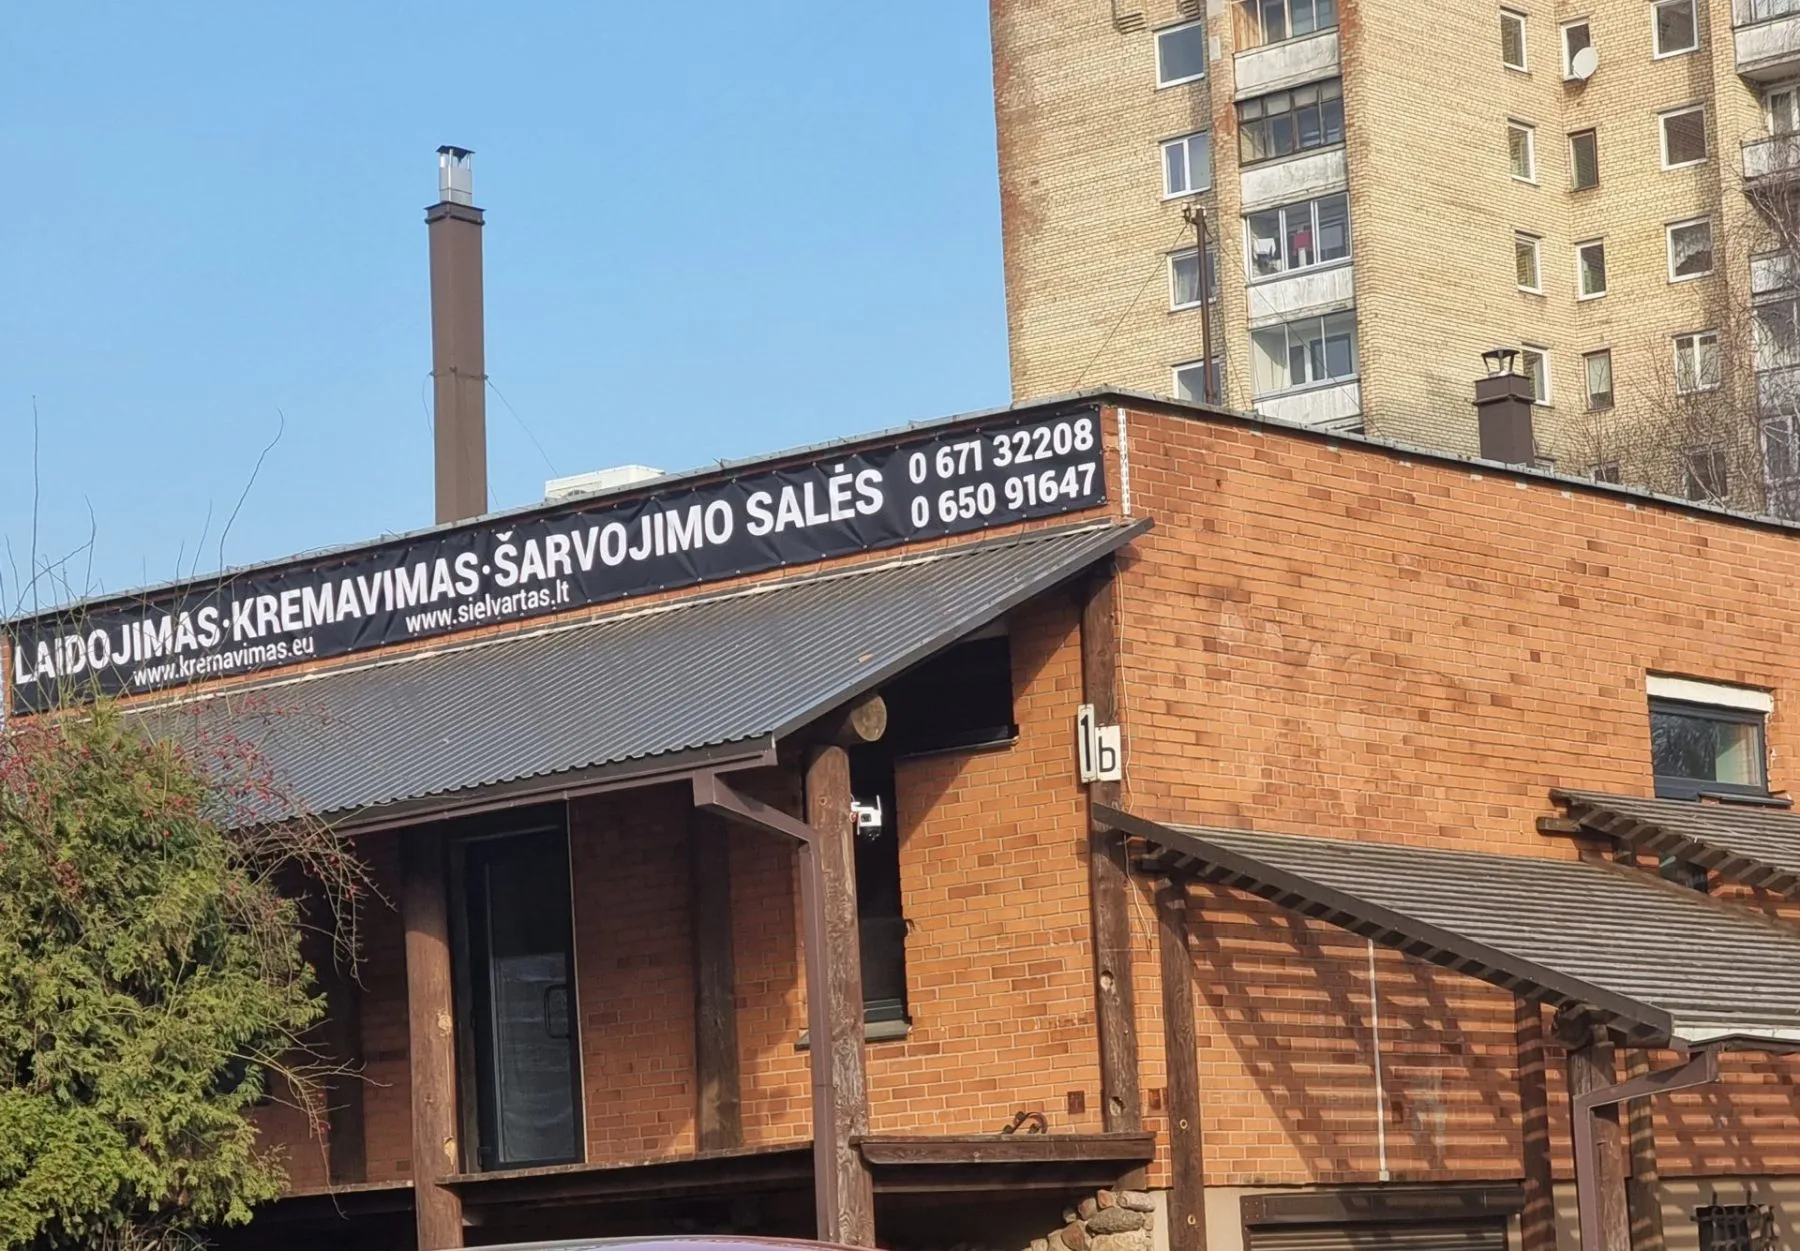 LAIDOJIMAS·KREMAVIMAS·ŠARVOJIMO SALĖS
0 671 32208
0 650 91647
www.kremavimas.eu
www.sielvartas.lt
1b